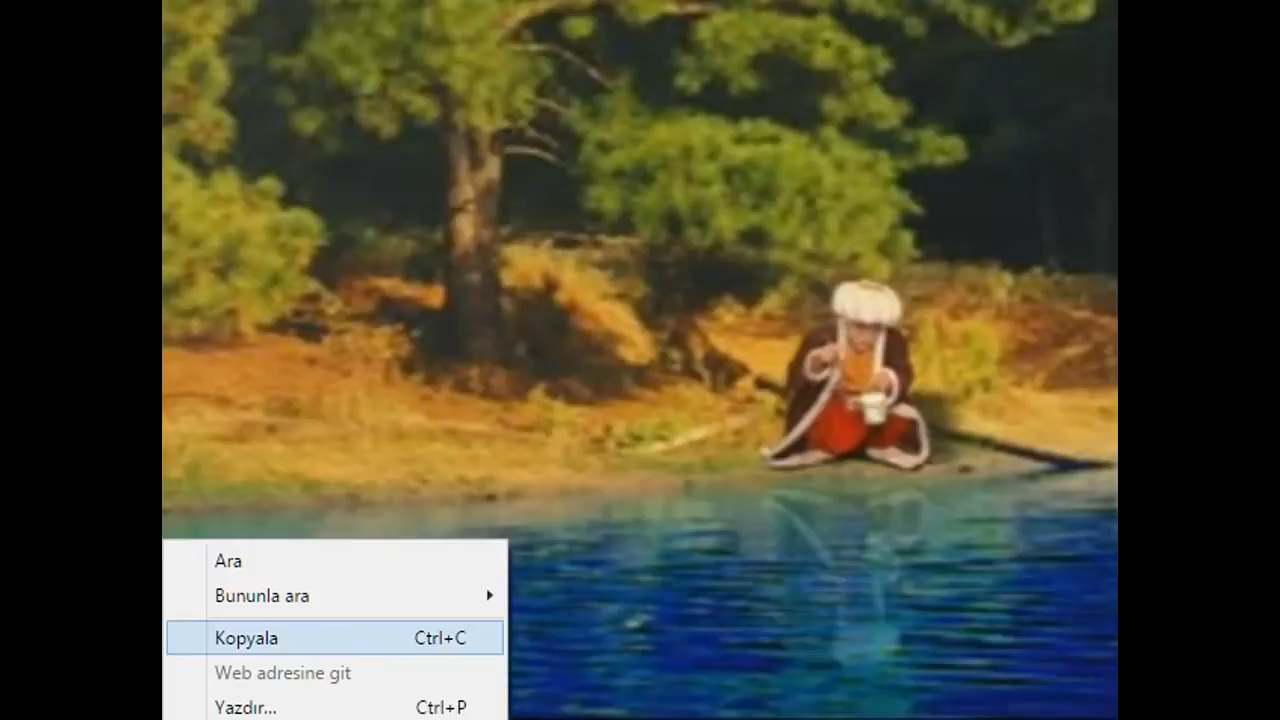 Ara
Bununla ara
Kopyala Ctrl+C
Web adresine git
Yazdır... Ctrl+P